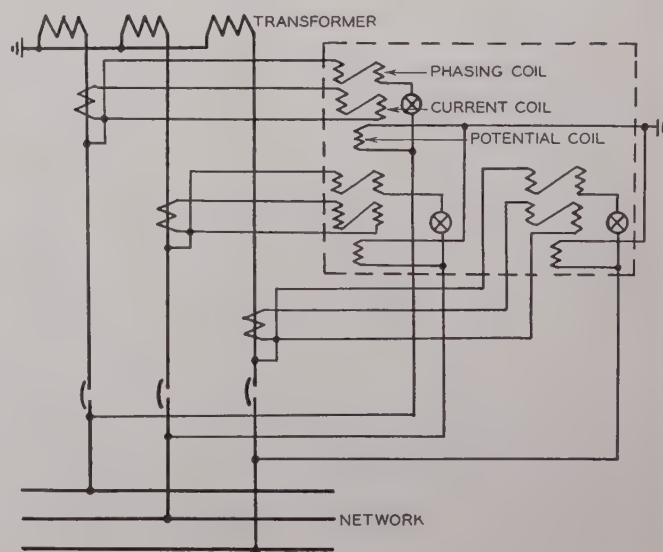 TRANSFORMER
PHASING COIL
CURRENT COIL
POTENTIAL COIL
NETWORK